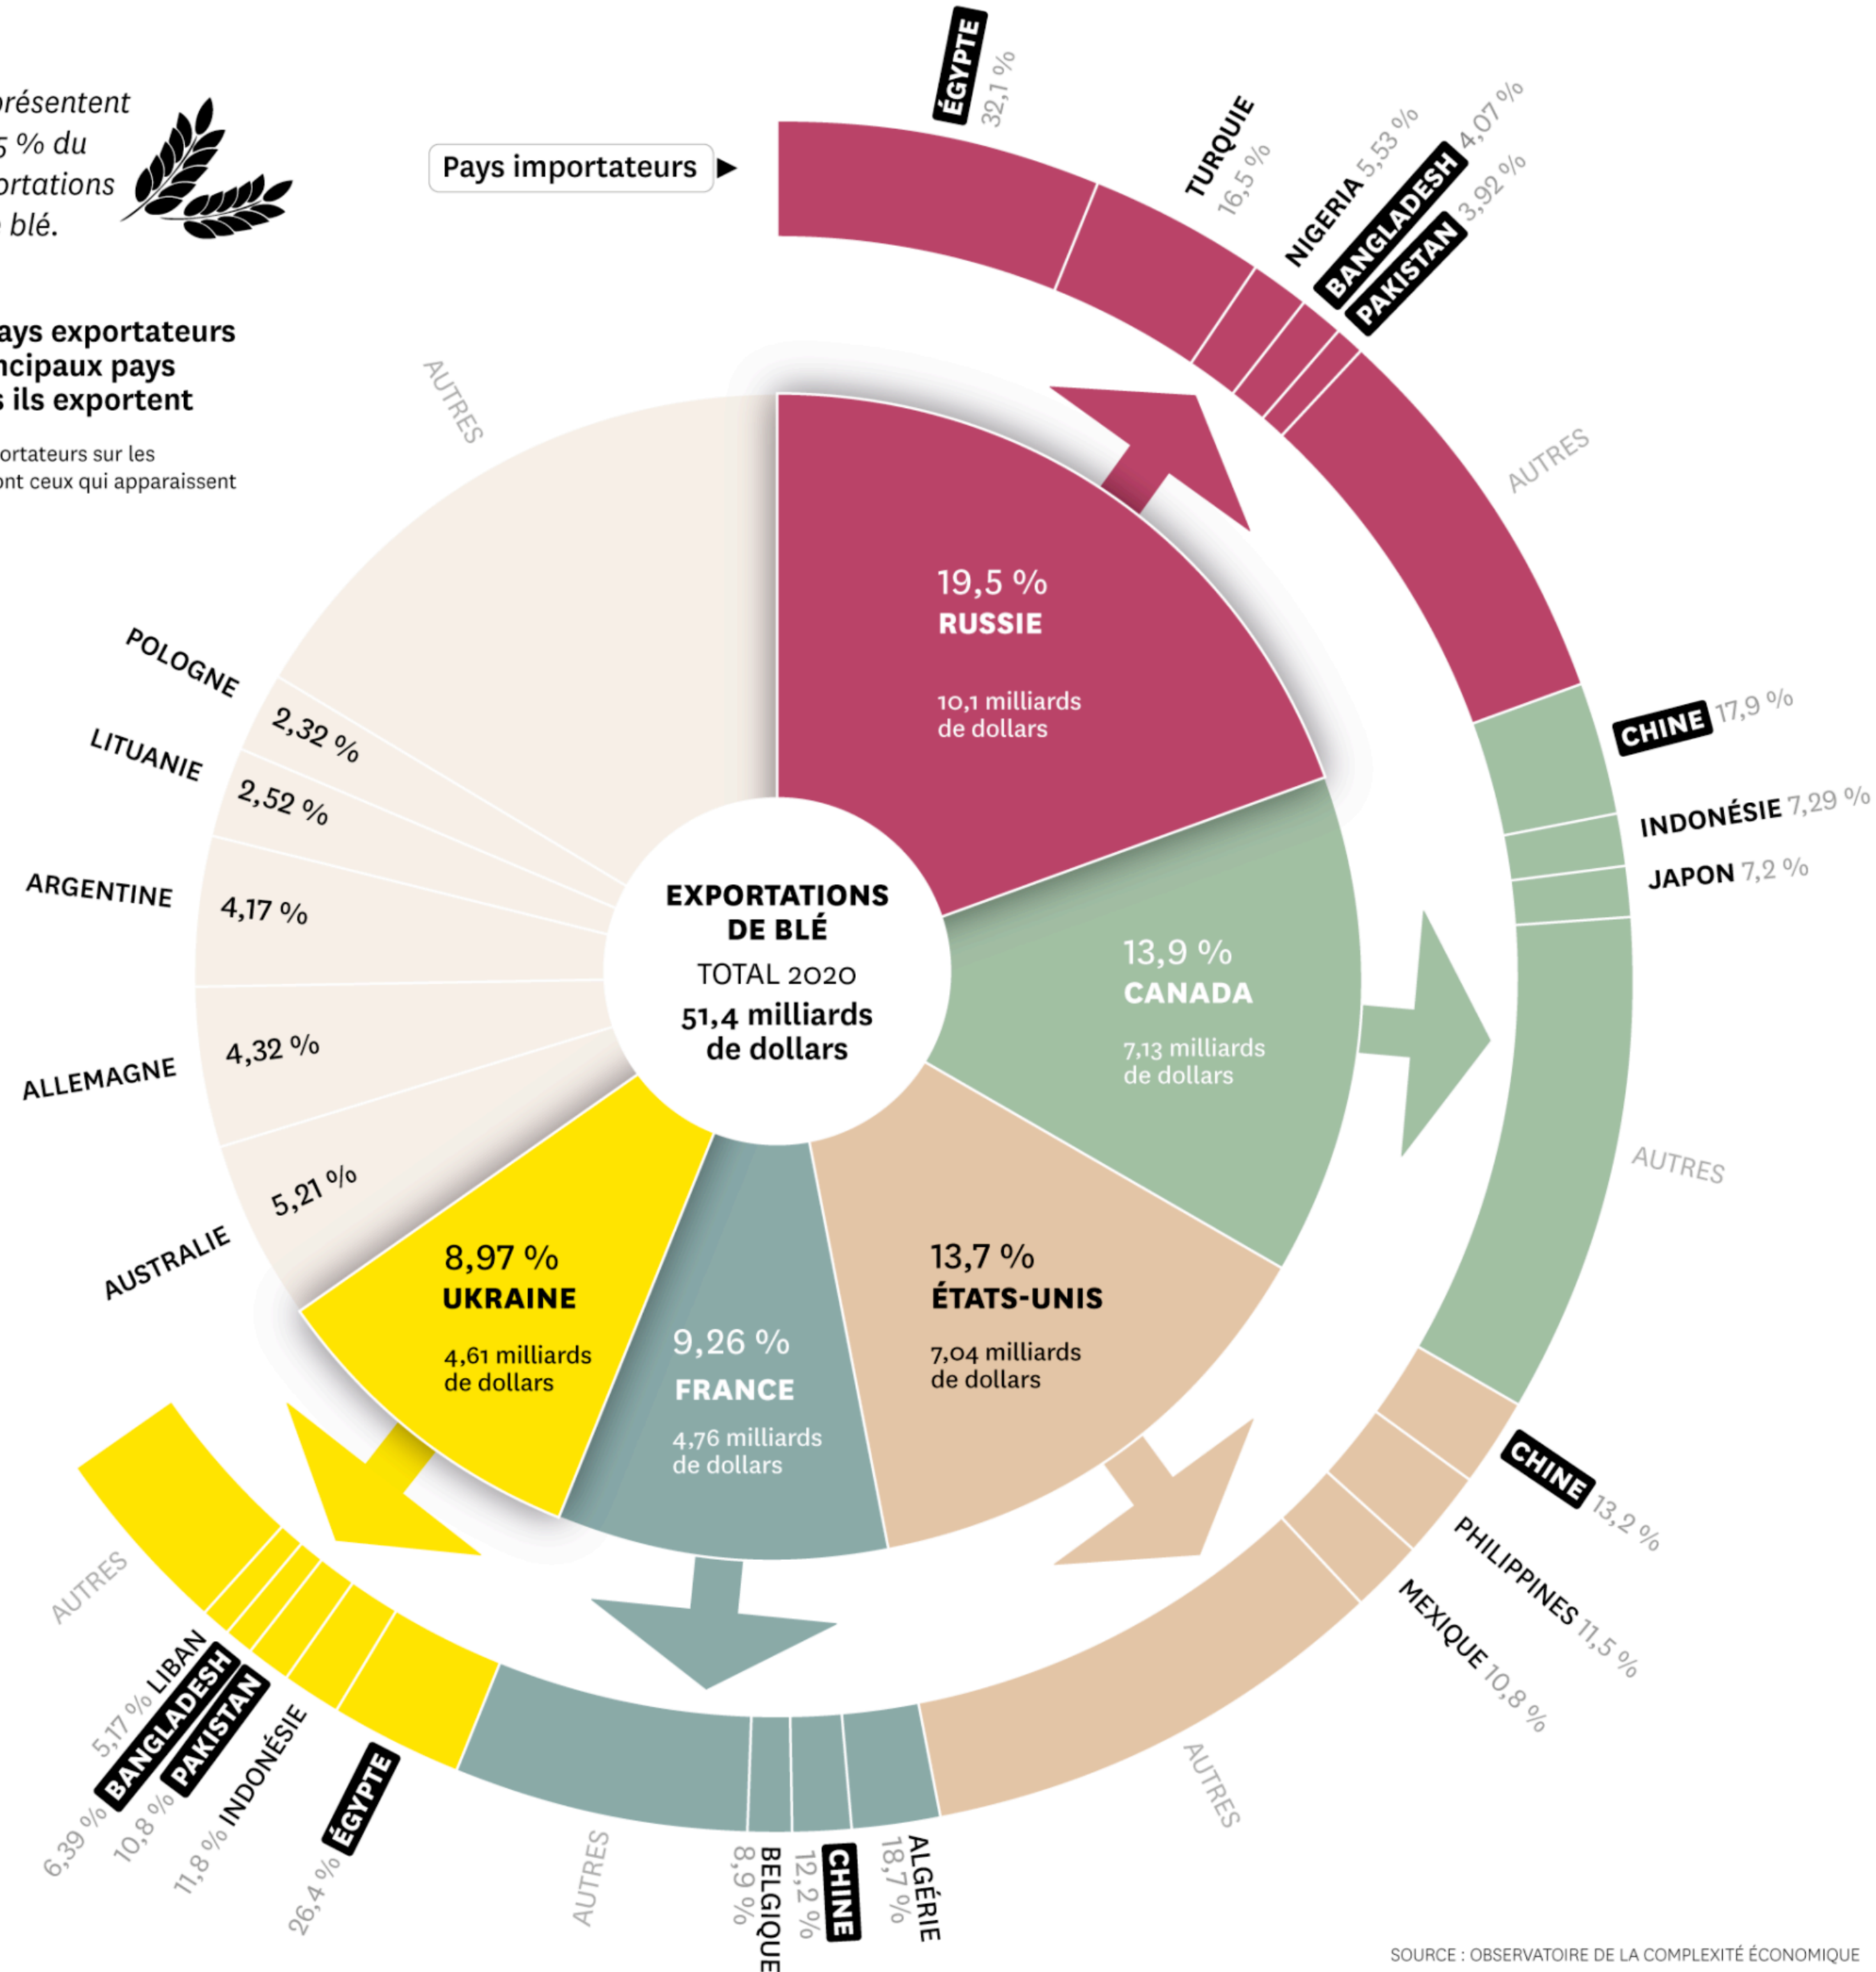 présentent
5 % du
ortations
blé.
ays exportateurs
ncipaux pays
s ils exportent
ortateurs sur les
ont ceux qui apparaissent
Pays importateurs
ÉGYPTE
32,1 %
TURQUIE
16,5 %
NIGERIA 5,53 %
BANGLADESH 4,07 %
PAKISTAN 3,92 %
AUTRES
CHINE 17,9 %
INDONÉSIE 7,29 %
JAPON 7,2 %
AUTRES
CHINE 13,2 %
PHILIPPINES 11,5 %
MEXIQUE 10,8 %
AUTRES
ALGÉRIE
18,7 %
CHINE
12,2 %
BELGIQUE
8,9 %
AUTRES
26,4 % ÉGYPTE
11,8 % INDONÉSIE
10,8 % PAKISTAN
6,39 % BANGLADESH
5,17 % LIBAN
AUTRES
19,5 %
RUSSIE
10,1 milliards
de dollars
13,9 %
CANADA
7,13 milliards
de dollars
13,7 %
ÉTATS-UNIS
7,04 milliards
de dollars
9,26 %
FRANCE
4,76 milliards
de dollars
8,97 %
UKRAINE
4,61 milliards
de dollars
AUSTRALIE
5,21 %
ALLEMAGNE
4,32 %
ARGENTINE
4,17 %
LITUANIE
2,52 %
POLOGNE
2,32 %
AUTRES
EXPORTATIONS
DE BLÉ
TOTAL 2020
51,4 milliards
de dollars
SOURCE : OBSERVATOIRE DE LA COMPLEXITÉ ÉCONOMIQUE